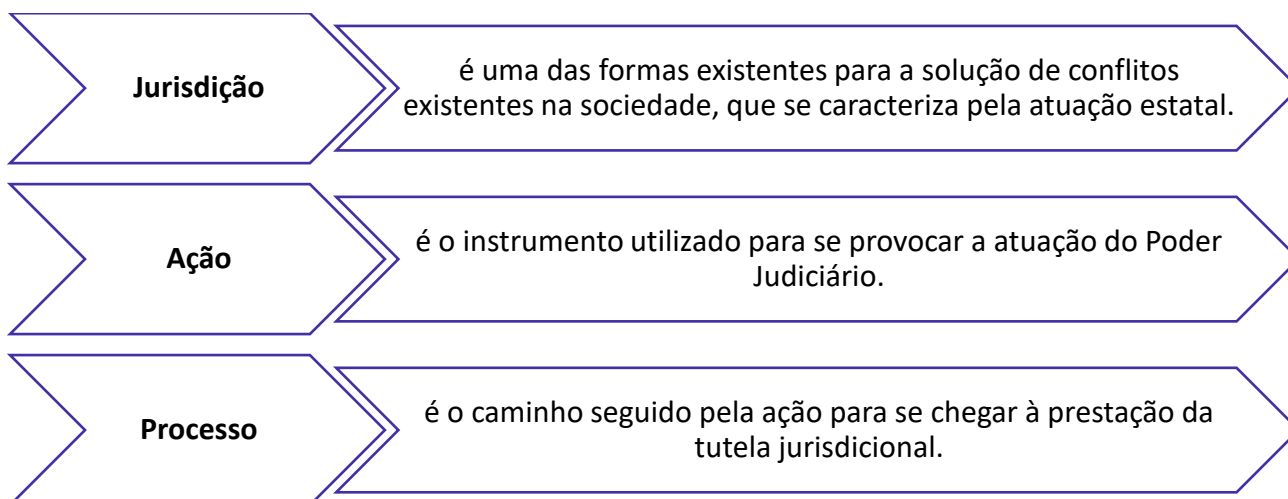 Jurisdição
é uma das formas existentes para a solução de conflitos
existentes na sociedade, que se caracteriza pela atuação estatal.
Ação
é o instrumento utilizado para se provocar a atuação do Poder
Judiciário.
Processo
é o caminho seguido pela ação para se chegar à prestação da
tutela jurisdicional.